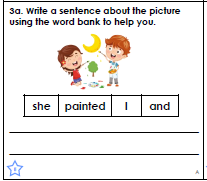 3a. Write a sentence about the picture
using the word bank to help you.
she painted I and